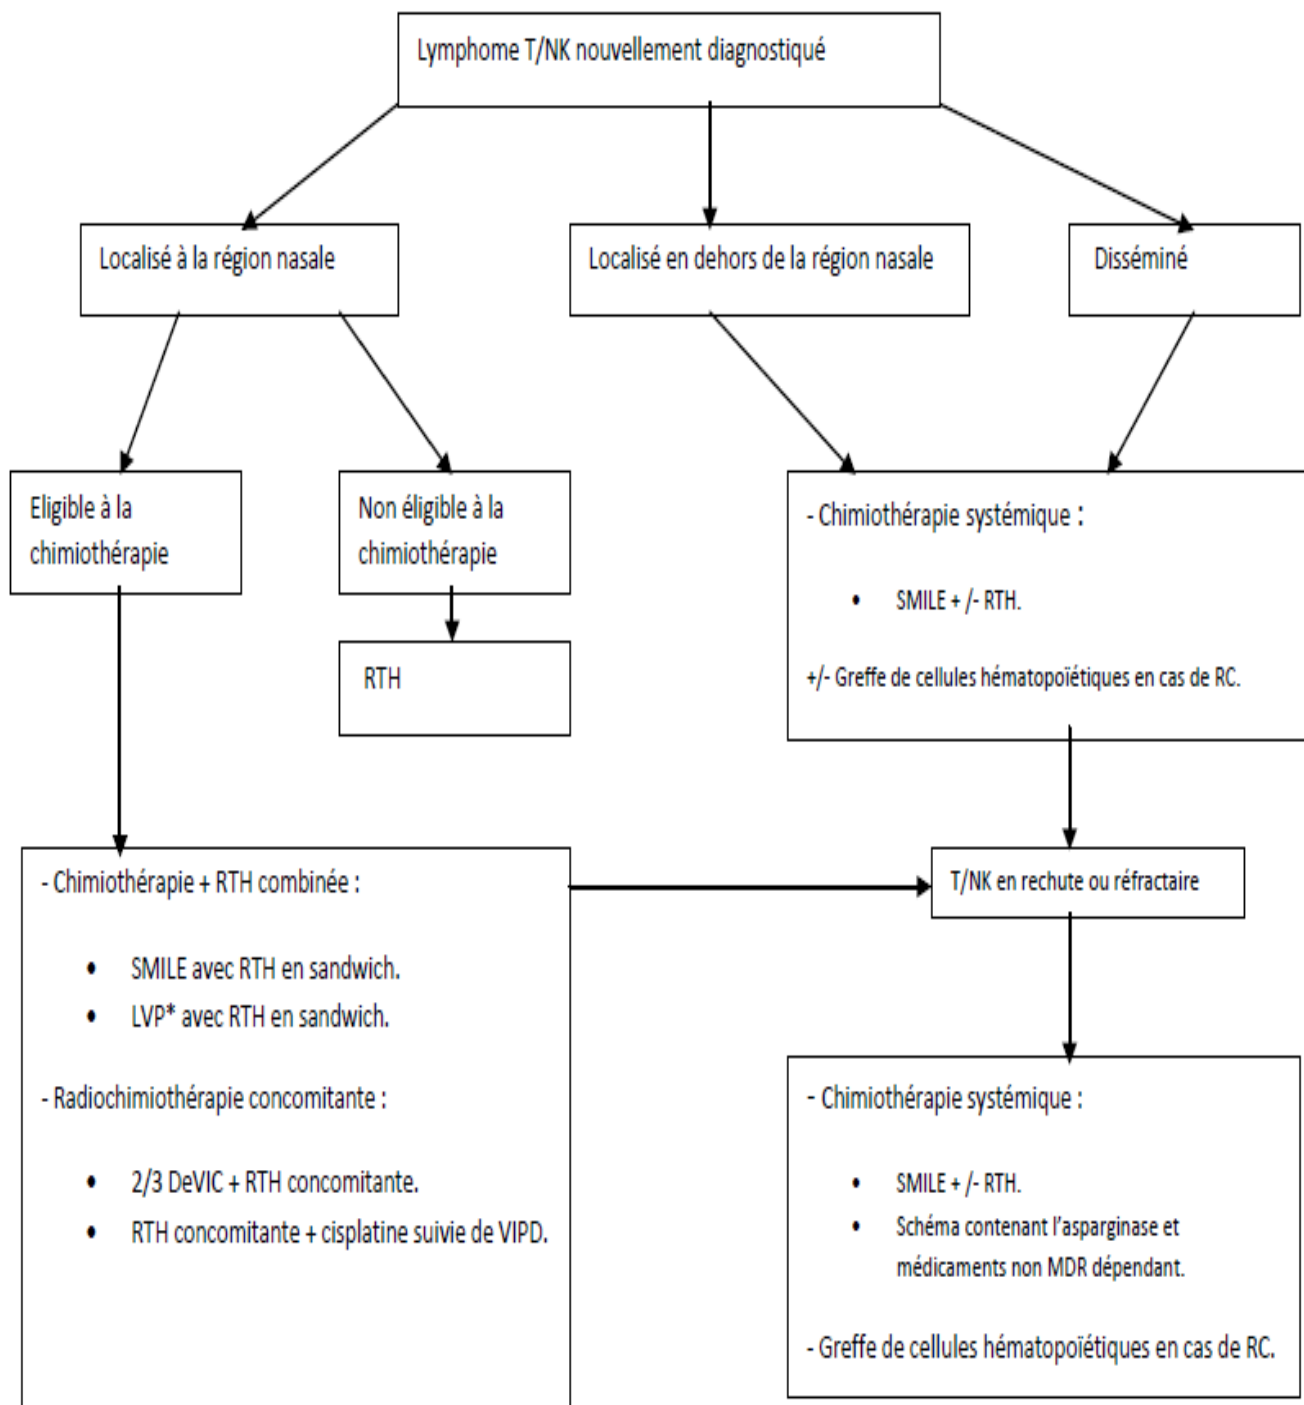 Lymphome T/NK nouvellement diagnostiqué
Localisé à la région nasale
Localisé en dehors de la région nasale
Disséminé
Eligible à la
chimiothérapie
Non éligible à la
chimiothérapie
RTH
- Chimiothérapie systémique :
• SMILE + /- RTH.
+/- Greffe de cellules hématopoïétiques en cas de RC.
- Chimiothérapie + RTH combinée :
• SMILE avec RTH en sandwich.
• LVP* avec RTH en sandwich.
- Radiochimiothérapie concomitante :
• 2/3 DeVIC + RTH concomitante.
• RTH concomitante + cisplatine suivie de VIPD.
T/NK en rechute ou réfractaire
- Chimiothérapie systémique :
• SMILE + /- RTH.
• Schéma contenant l'asparginase et
médicaments non MDR dépendant.
- Greffe de cellules hématopoïétiques en cas de RC.